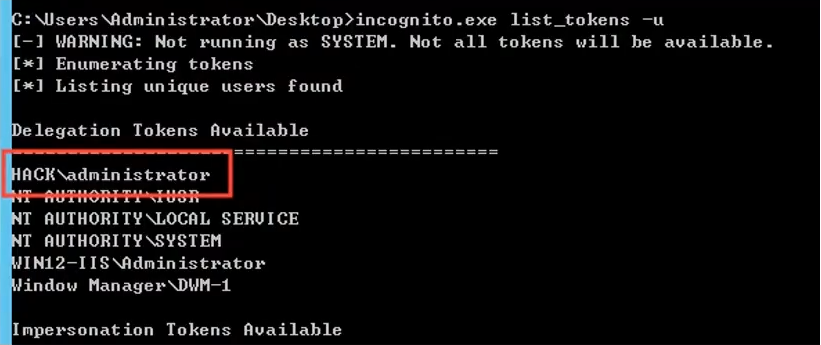 C:\Users\Administrator\Desktop>incognito.exe list_tokens -u
[-] WARNING: Not running as SYSTEM. Not all tokens will be available.
[*] Enumerating tokens
[*] Listing unique users found
Delegation Tokens Available
================================================
HACK\administrator
NT AUTHORITY\IUSR
NT AUTHORITY\LOCAL SERVICE
NT AUTHORITY\SYSTEM
WIN12-IIS\Administrator
Window Manager\DWM-1
Impersonation Tokens Available